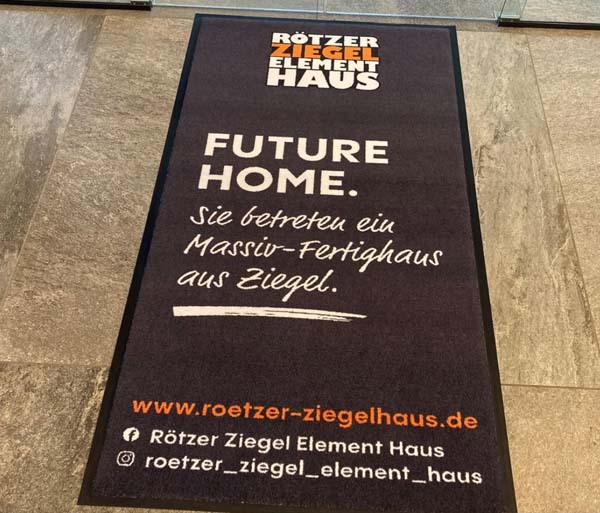 RÖTZER
ZIEGEL
ELEMENT
HAUS
FUTURE
HOME.
Sie betreten ein
Massiv-Fertighaus
aus Ziegel.
www.roetzer-ziegelhaus.de
Rötzer Ziegel Element Haus
roetzer_ziegel_element_haus